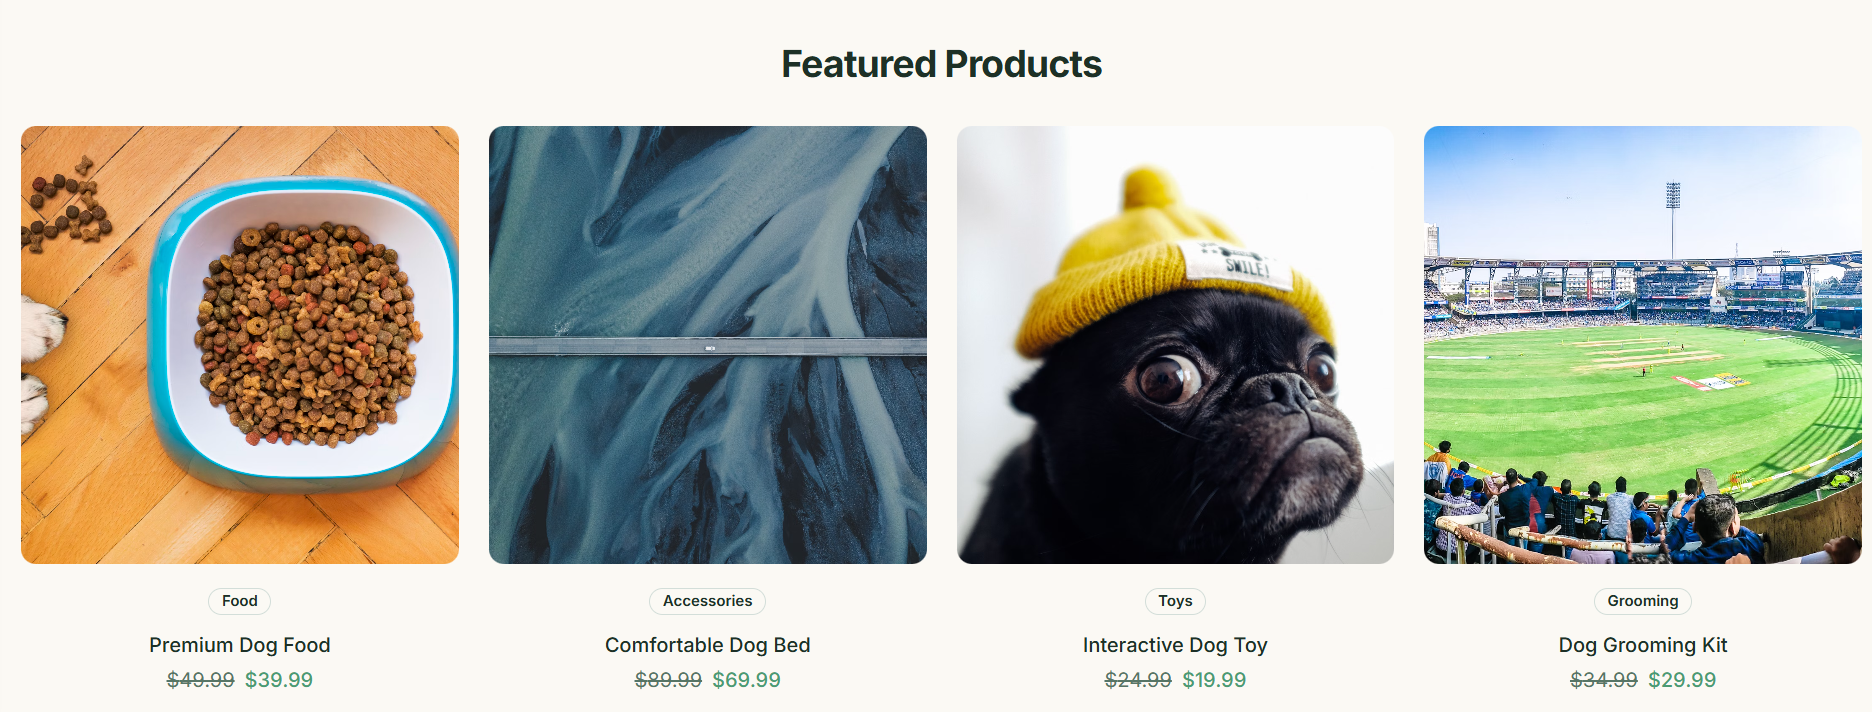 Featured Products
SMILE!
Food
Accessories
Toys
Grooming
Premium Dog Food
Comfortable Dog Bed
Interactive Dog Toy
Dog Grooming Kit
$49.99 $39.99
$89.99 $69.99
$24.99 $19.99
$34.99 $29.99